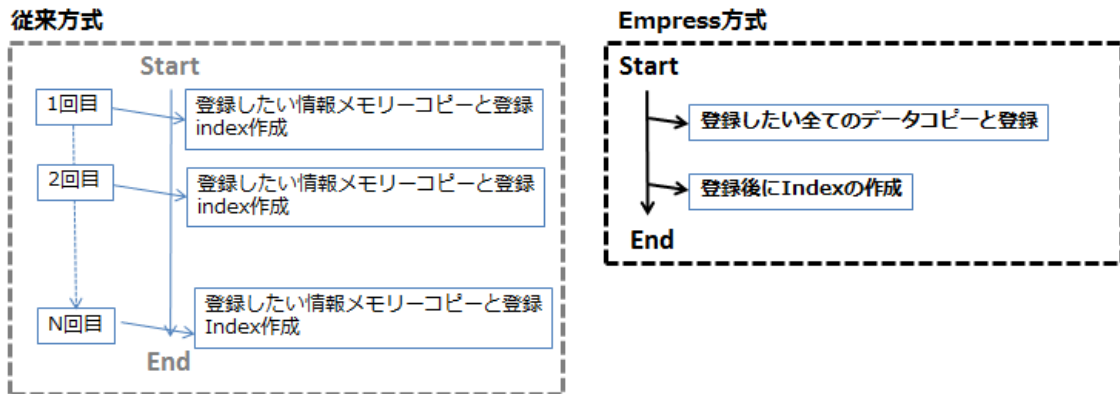 従来方式
Start
1回目
登録したい情報メモリーコピーと登録
index作成
2回目
登録したい情報メモリーコピーと登録
index作成
N回目
登録したい情報メモリーコピーと登録
Index作成
End
Empress方式
Start
登録したい全てのデータコピーと登録
登録後にIndexの作成
End